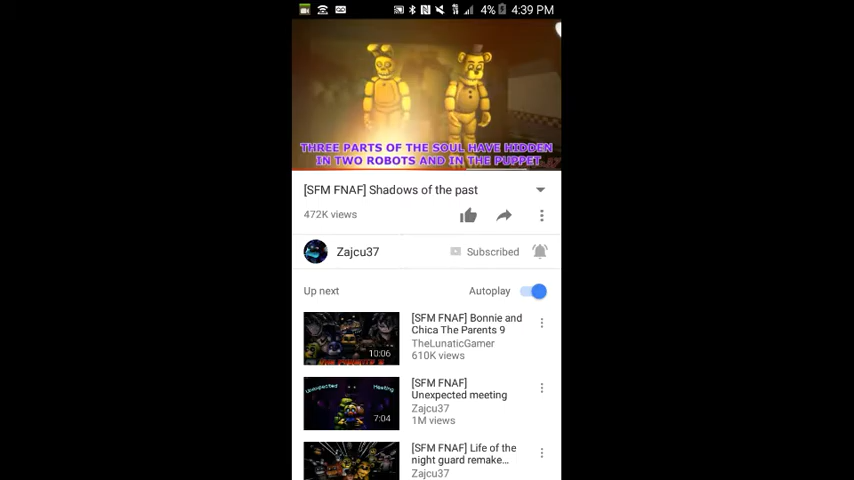 4% 4:39 PM
THREE PARTS OF THE SOUL HAVE HIDDEN
IN TWO ROBOTS AND IN THE PUPPET
[SFM FNAF] Shadows of the past
472K views
Zajcu37
Subscribed
Up next
Autoplay
[SFM FNAF] Bonnie and
Chica The Parents 9
TheLunaticGamer
610K views
10:06
[SFM FNAF]
Unexpected meeting
Zajcu37
1M views
Unexpected Meeting
7:04
[SFM FNAF] Life of the
night guard remake...
Zajcu37